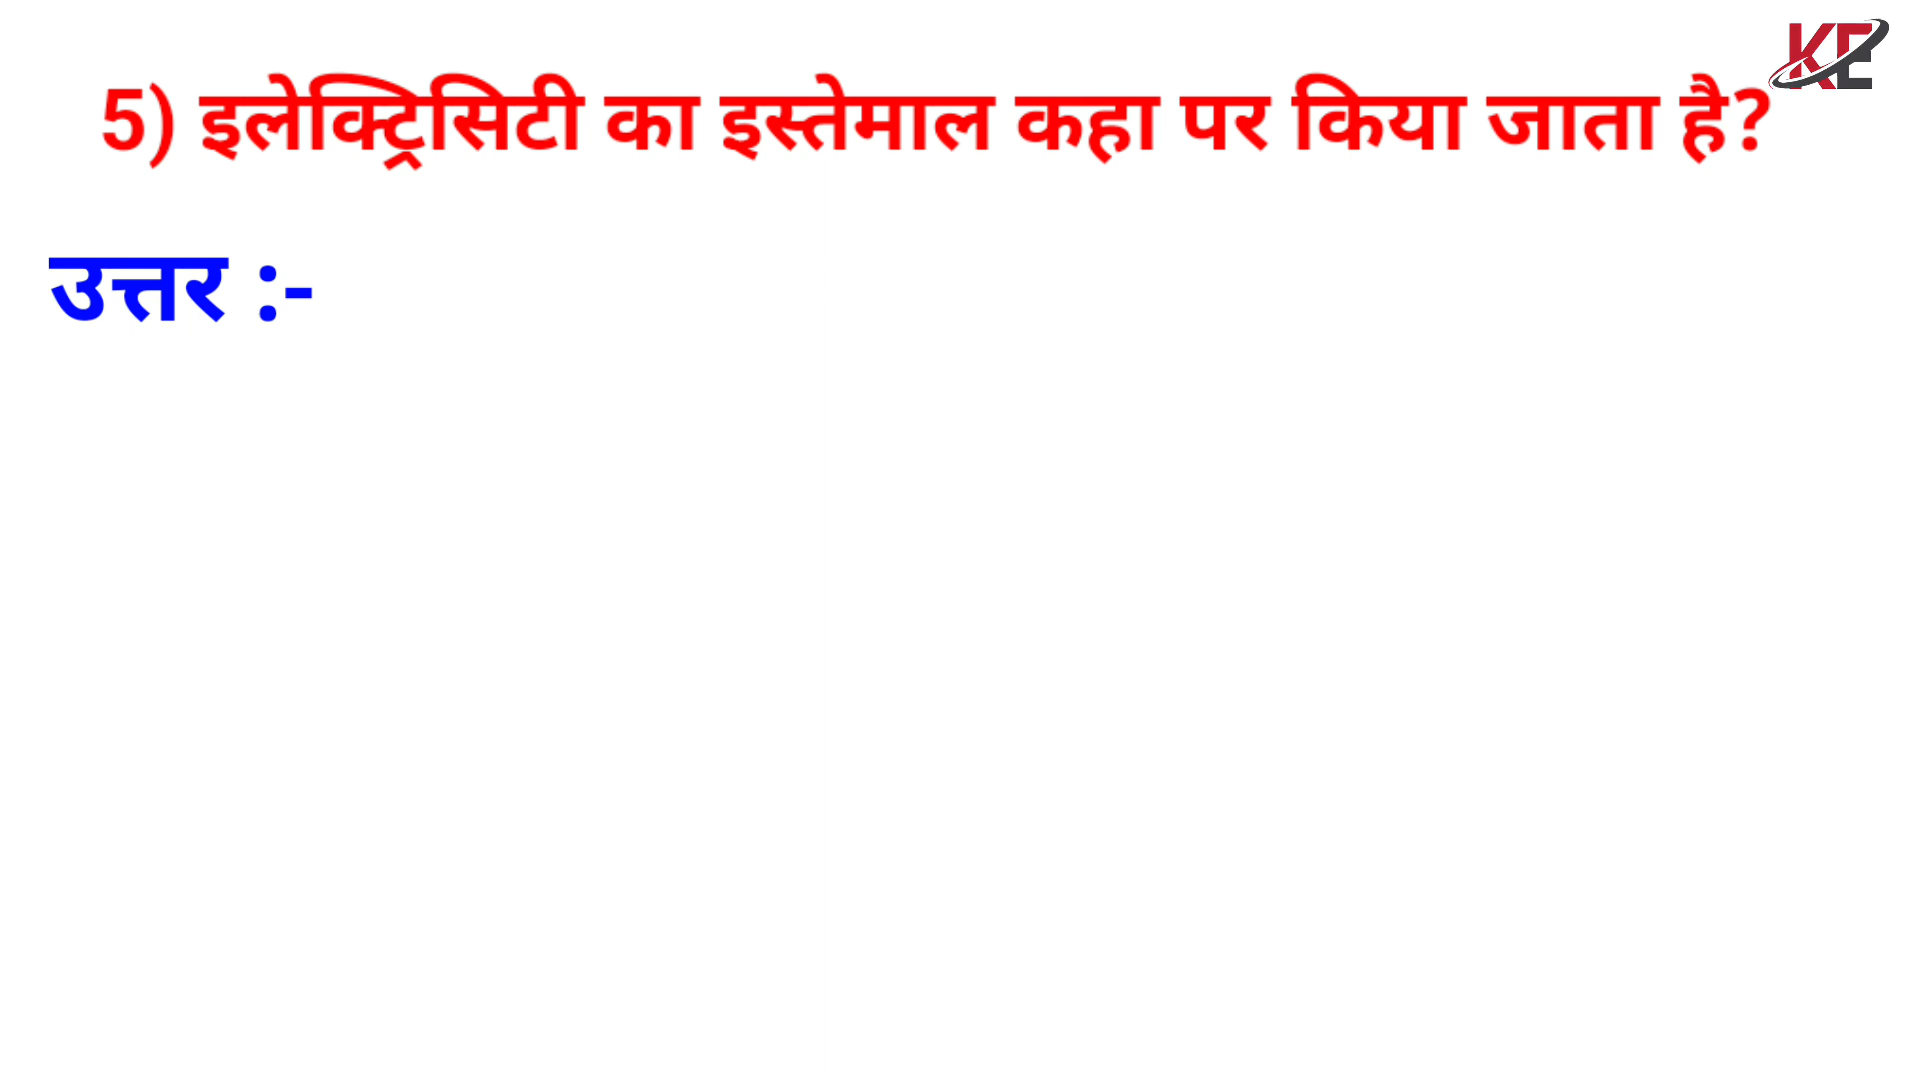 KE
5) इलेक्ट्रिसिटी का इस्तेमाल कहा पर किया जाता है?
उत्तर :-